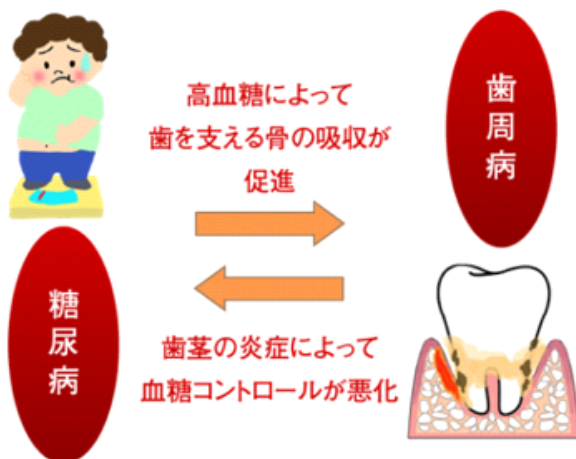 高血糖によって
歯を支える骨の吸収が
促進
歯周病
糖尿病
歯茎の炎症によって
血糖コントロールが悪化